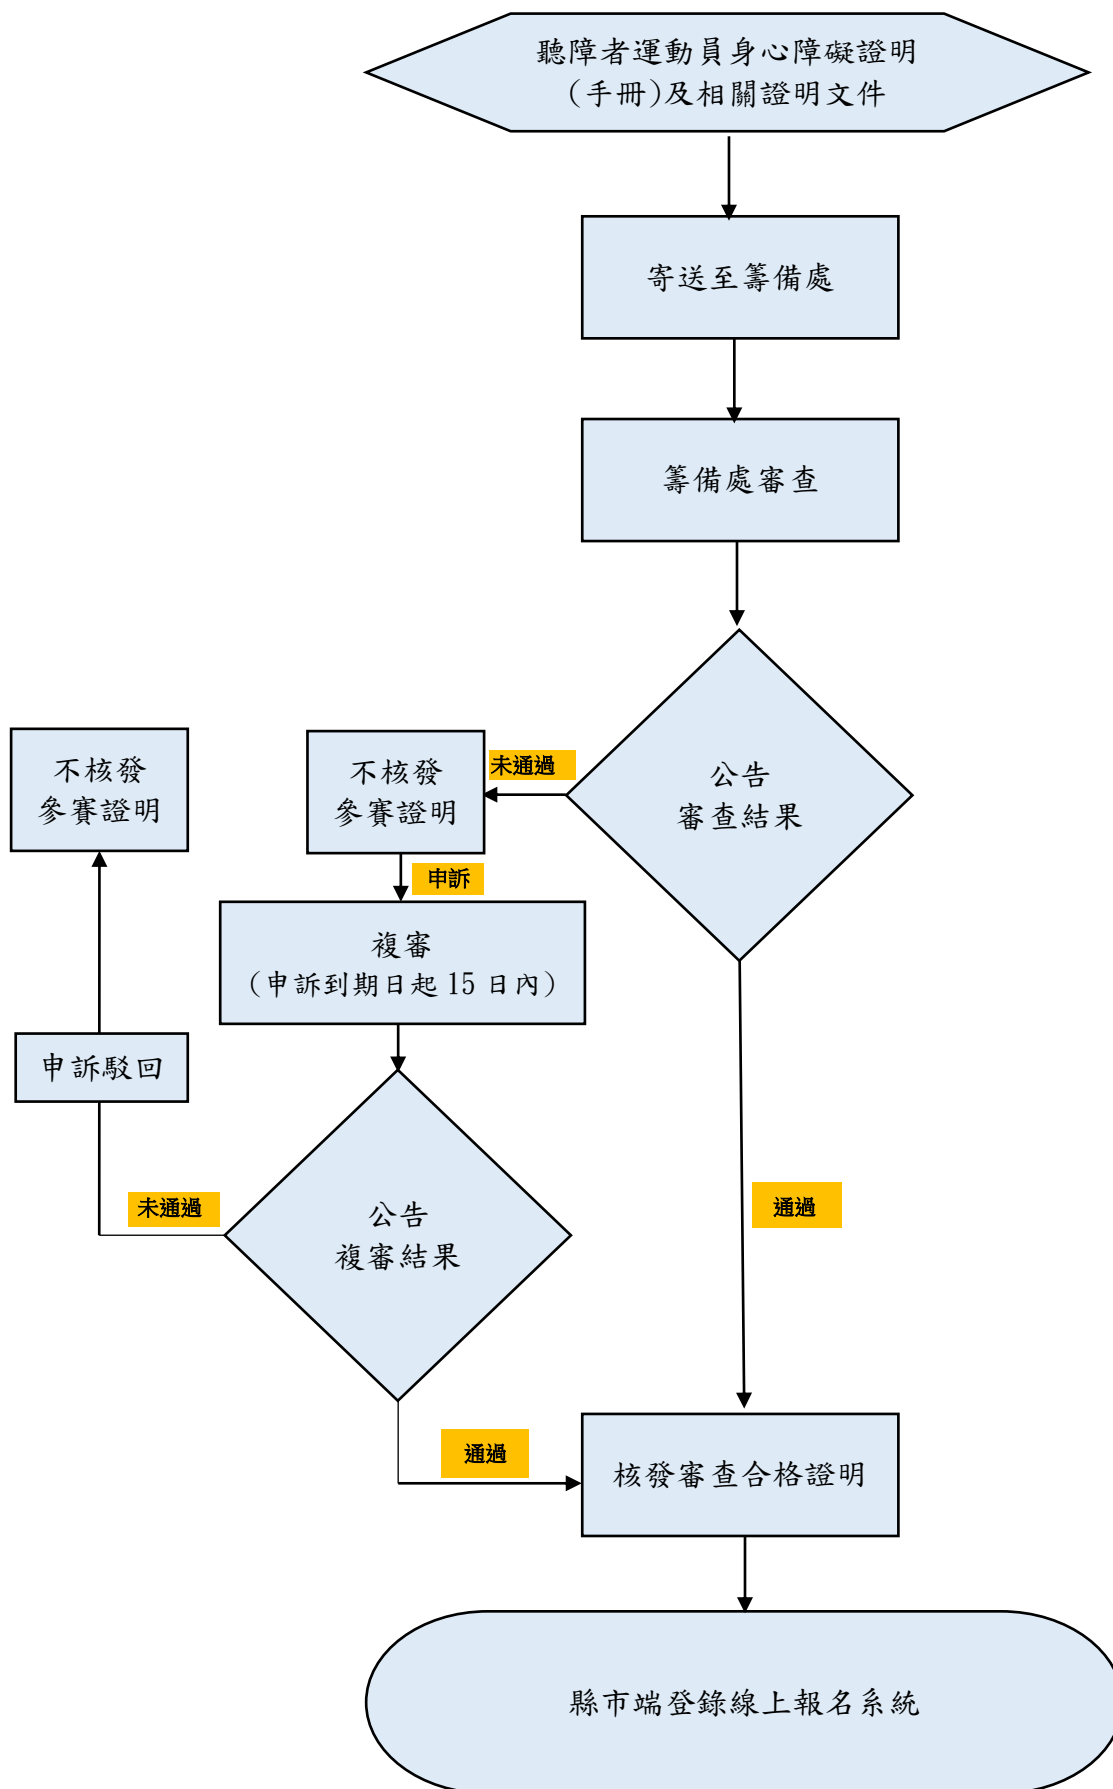 聽障者運動員身心障礙證明
(手冊)及相關證明文件
寄送至籌備處
籌備處審查
公告
審查結果
未通過
不核發
參賽證明
申訴
複審
(申訴到期日起 15 日內)
公告
複審結果
未通過
申訴駁回
不核發
參賽證明
通過
通過
核發審查合格證明
縣市端登錄線上報名系統